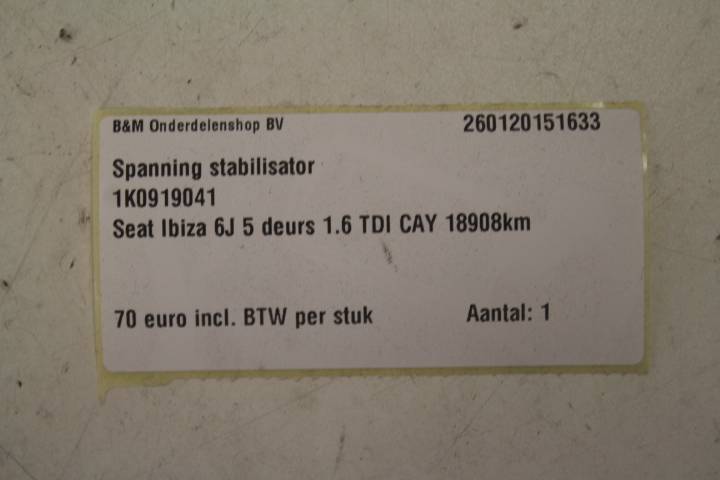 B&M Onderdelenshop BV 260120151633
Spanning stabilisator
1K0919041
Seat Ibiza 6J 5 deurs 1.6 TDI CAY 18908km
70 euro incl. BTW per stuk Aantal: 1